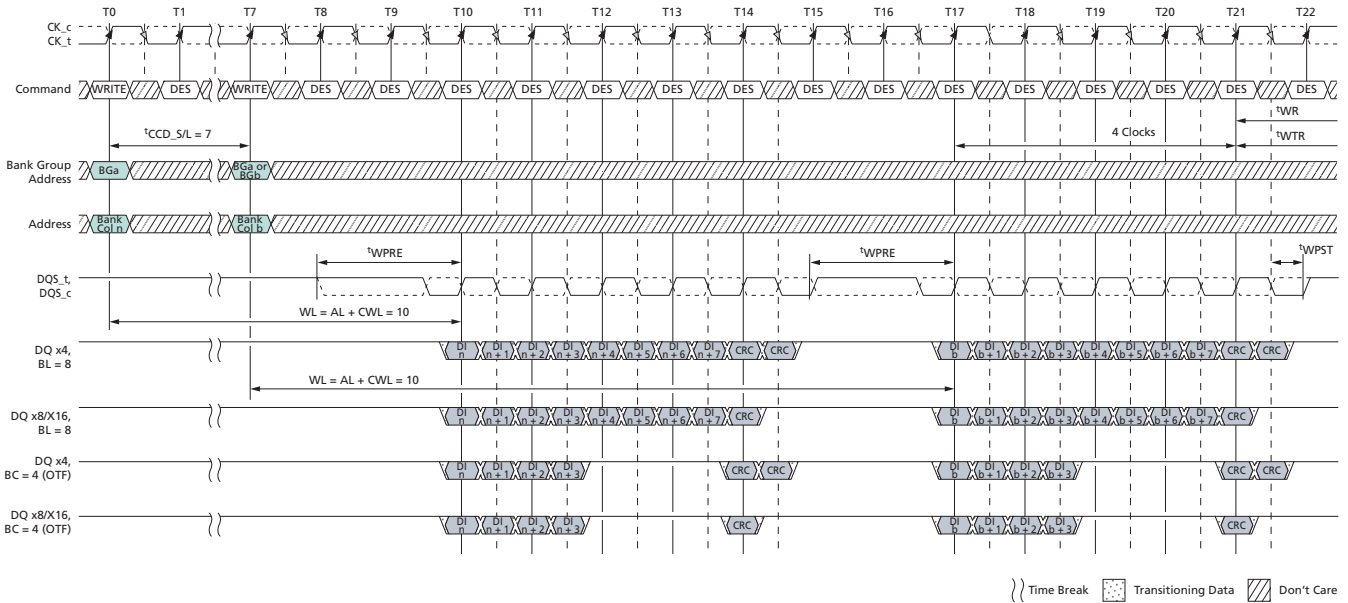 T0 T1 T7 T8 T9 T10 T11 T12 T13 T14 T15 T16 T17 T18 T19 T20 T21 T22
CK_c
CK_t
Command WRITE DES WRITE DES DES DES DES DES DES DES DES DES DES DES DES DES DES DES
tWR
tCCD_S/L = 7 4 Clocks tWTR
Bank Group
Address
BGa
BGa or
BGb
Address
Bank
Col n
Bank
Col b
tWPRE tWPRE tWPST
DQS_t,
DQS_c
WL = AL + CWL = 10
DQ x4,
BL = 8
DI
n
DI
n + 1
DI
n + 2
DI
n + 3
DI
n + 4
DI
n + 5
DI
n + 6
DI
n + 7
CRC CRC
DI
b
DI
b + 1
DI
b + 2
DI
b + 3
DI
b + 4
DI
b + 5
DI
b + 6
DI
b + 7
CRC CRC
WL = AL + CWL = 10
DQ x8/X16,
BL = 8
DI
n
DI
n + 1
DI
n + 2
DI
n + 3
DI
n + 4
DI
n + 5
DI
n + 6
DI
n + 7
CRC
DI
b
DI
b + 1
DI
b + 2
DI
b + 3
DI
b + 4
DI
b + 5
DI
b + 6
DI
b + 7
CRC
DQ x4,
BC = 4 (OTF)
DI
n
DI
n + 1
DI
n + 2
DI
n + 3
CRC CRC
DI
b
DI
b + 1
DI
b + 2
DI
b + 3
CRC CRC
DQ x8/X16,
BC = 4 (OTF)
DI
n
DI
n + 1
DI
n + 2
DI
n + 3
CRC
DI
b
DI
b + 1
DI
b + 2
DI
b + 3
CRC
Time Break Transitioning Data Don't Care